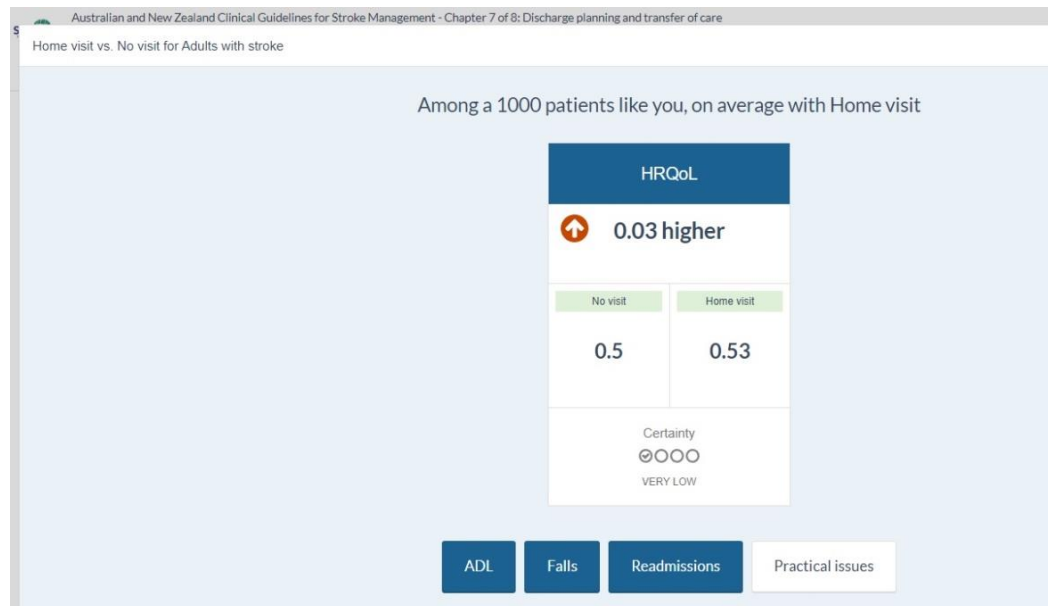 Australian and New Zealand Clinical Guidelines for Stroke Management - Chapter 7 of 8: Discharge planning and transfer of care
S
Home visit vs. No visit for Adults with stroke
Among a 1000 patients like you, on average with Home visit
HRQoL
0.03 higher
No visit
Home visit
0.5
0.53
Certainty
VERY LOW
ADL
Falls
Readmissions
Practical issues